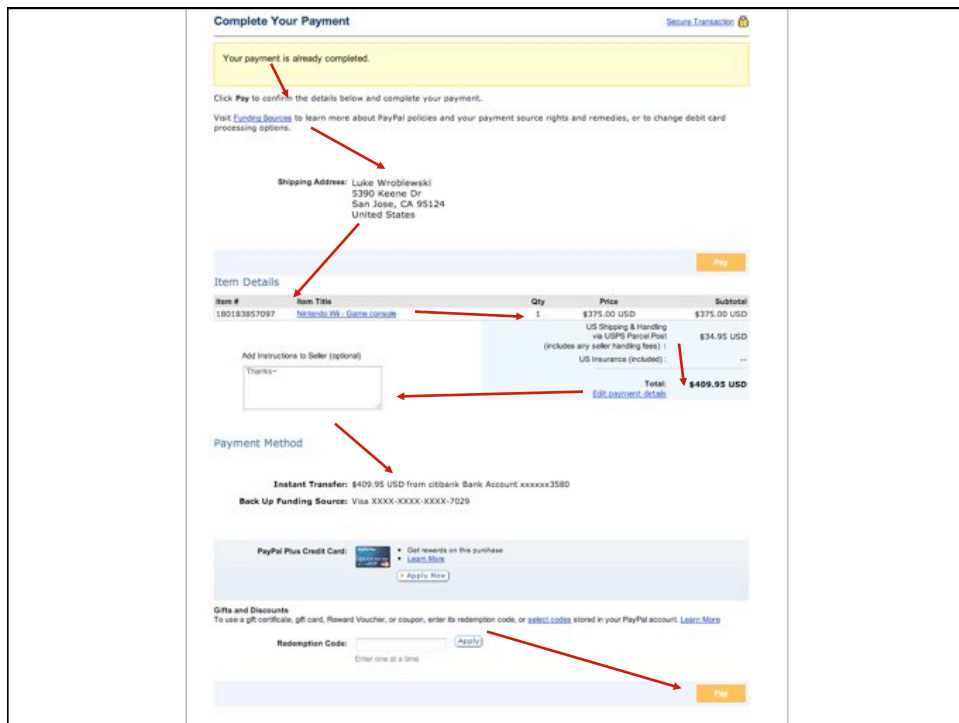 Complete Your Payment
Secure Transaction
Your payment is already completed.
Click Pay to confirm the details below and complete your payment.
Visit Funding Sources to learn more about PayPal policies and your payment source rights and remedies, or to change debit card
processing options.
Shipping Address: Luke Wroblewski
5390 Keene Dr
San Jose, CA 95124
United States
Pay
Item Details
Item # Item Title Qty Price Subtotal
180183857097 Nintendo Wii - Game console 1 $375.00 USD $375.00 USD
US Shipping & Handling
via USPS Parcel Post $34.95 USD
(includes any seller handling fees) :
US Insurance (included) : --
Add Instructions to Seller (optional)
Thanks~
Total: $409.95 USD
Edit payment details
Payment Method
Instant Transfer: $409.95 USD from citibank Bank Account xxxxxx3580
Back Up Funding Source: Visa XXXX-XXXX-XXXX-7029
PayPal Plus Credit Card: • Get rewards on this purchase
• Learn More
Apply Now
Gifts and Discounts
To use a gift certificate, gift card, Reward Voucher, or coupon, enter its redemption code, or select codes stored in your PayPal account. Learn More
Redemption Code: Apply
Enter one at a time
Pay